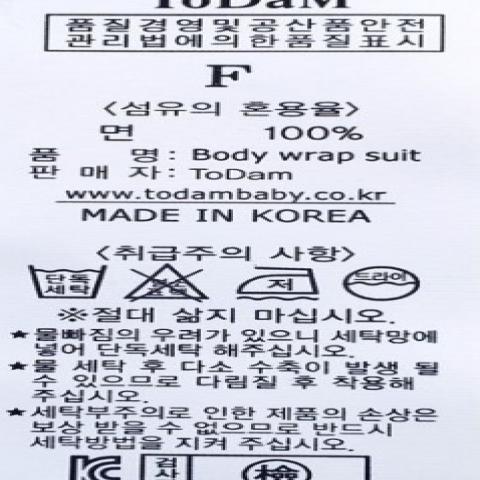 ToDaM
품질경영및공산품안전
관리법에의한품질표시
F
<섬유의 혼용율>
면 100%
품 명: Body wrap suit
판 매 자: ToDam
www.todambaby.co.kr
MADE IN KOREA
<취급주의 사항>
단독 세탁 표백 저 드라이
※절대 삶지 마십시오.
★물빠짐의 우려가 있으니 세탁망에
넣어 단독세탁 해주십시오.
★물 세탁 후 다소 수축이 발생 될
수 있으므로 다림질 후 착용해
주십시오.
★세탁부주의로 인한 제품의 손상은
보상 받을 수 없으므로 반드시
세탁방법을 지켜 주십시오.
KC 검사 檢